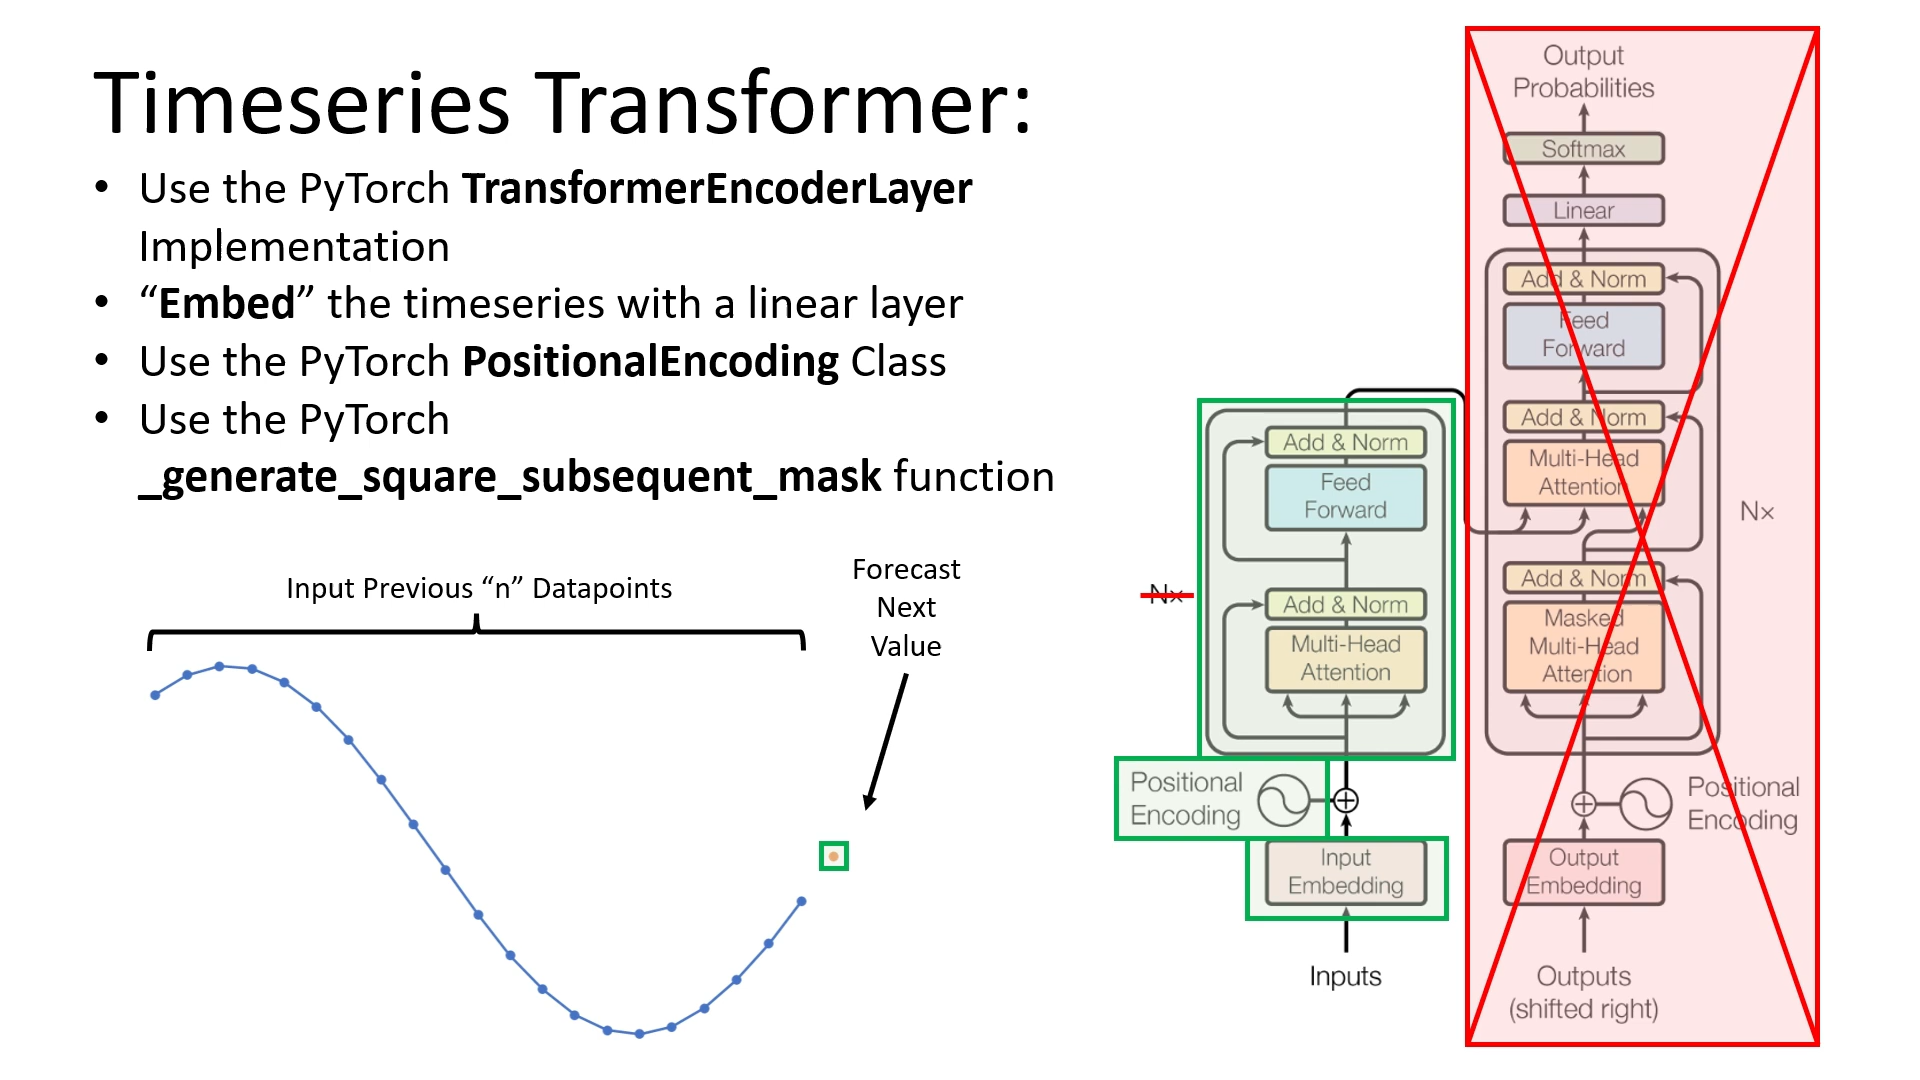 Timeseries Transformer:
• Use the PyTorch TransformerEncoderLayer
Implementation
• “Embed” the timeseries with a linear layer
• Use the PyTorch PositionalEncoding Class
• Use the PyTorch
_generate_square_subsequent_mask function
Input Previous “n” Datapoints
Forecast
Next
Value
Nx
Add & Norm
Feed
Forward
Add & Norm
Multi-Head
Attention
Positional
Encoding
Input
Embedding
Inputs
Output
Probabilities
Softmax
Linear
Add & Norm
Feed
Forward
Add & Norm
Multi-Head
Attention
N×
Add & Norm
Masked
Multi-Head
Attention
Positional
Encoding
Output
Embedding
Outputs
(shifted right)